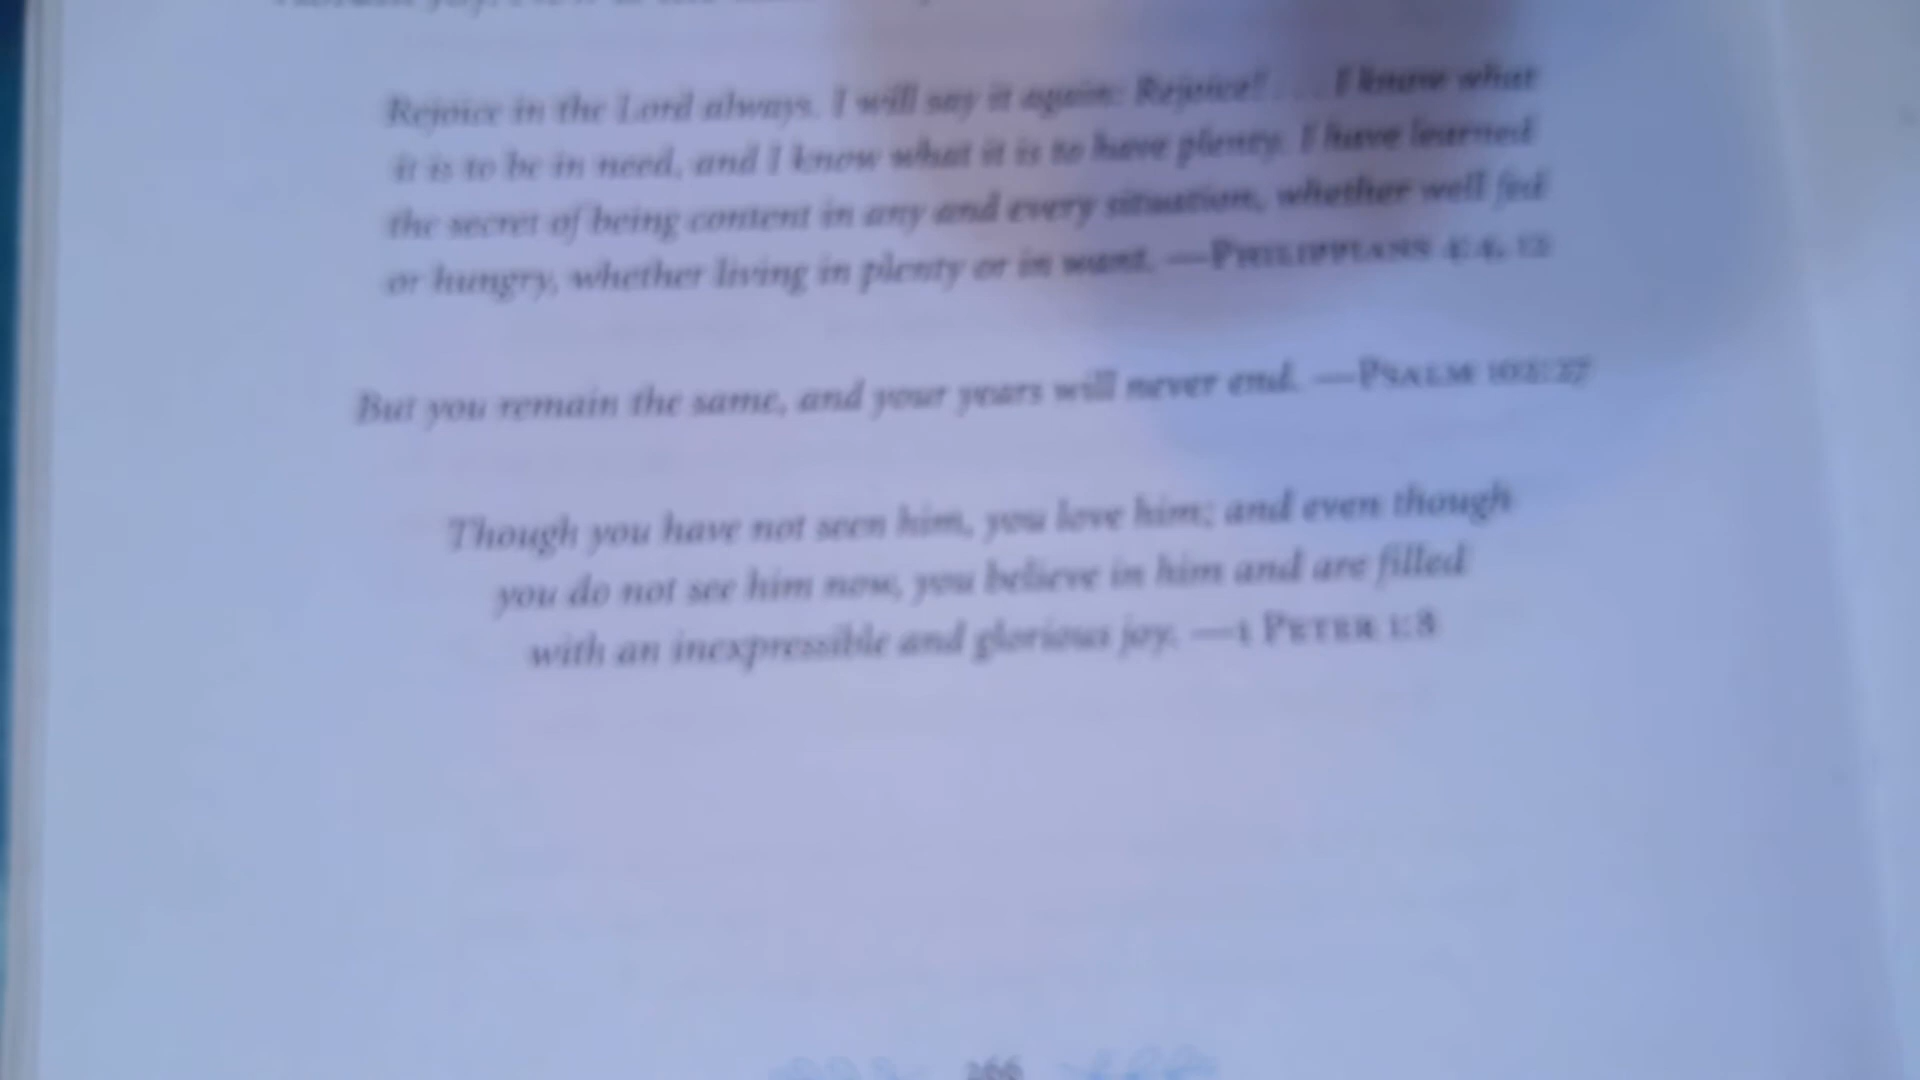 Rejoice in the Lord always. I will say it again: Rejoice! . . . I know what
it is to be in need, and I know what it is to have plenty. I have learned
the secret of being content in any and every situation, whether well fed
or hungry, whether living in plenty or in want. —PHILIPPIANS 4:4, 12
But you remain the same, and your years will never end. —PSALM 102:27
Though you have not seen him, you love him; and even though
you do not see him now, you believe in him and are filled
with an inexpressible and glorious joy. —1 PETER 1:8